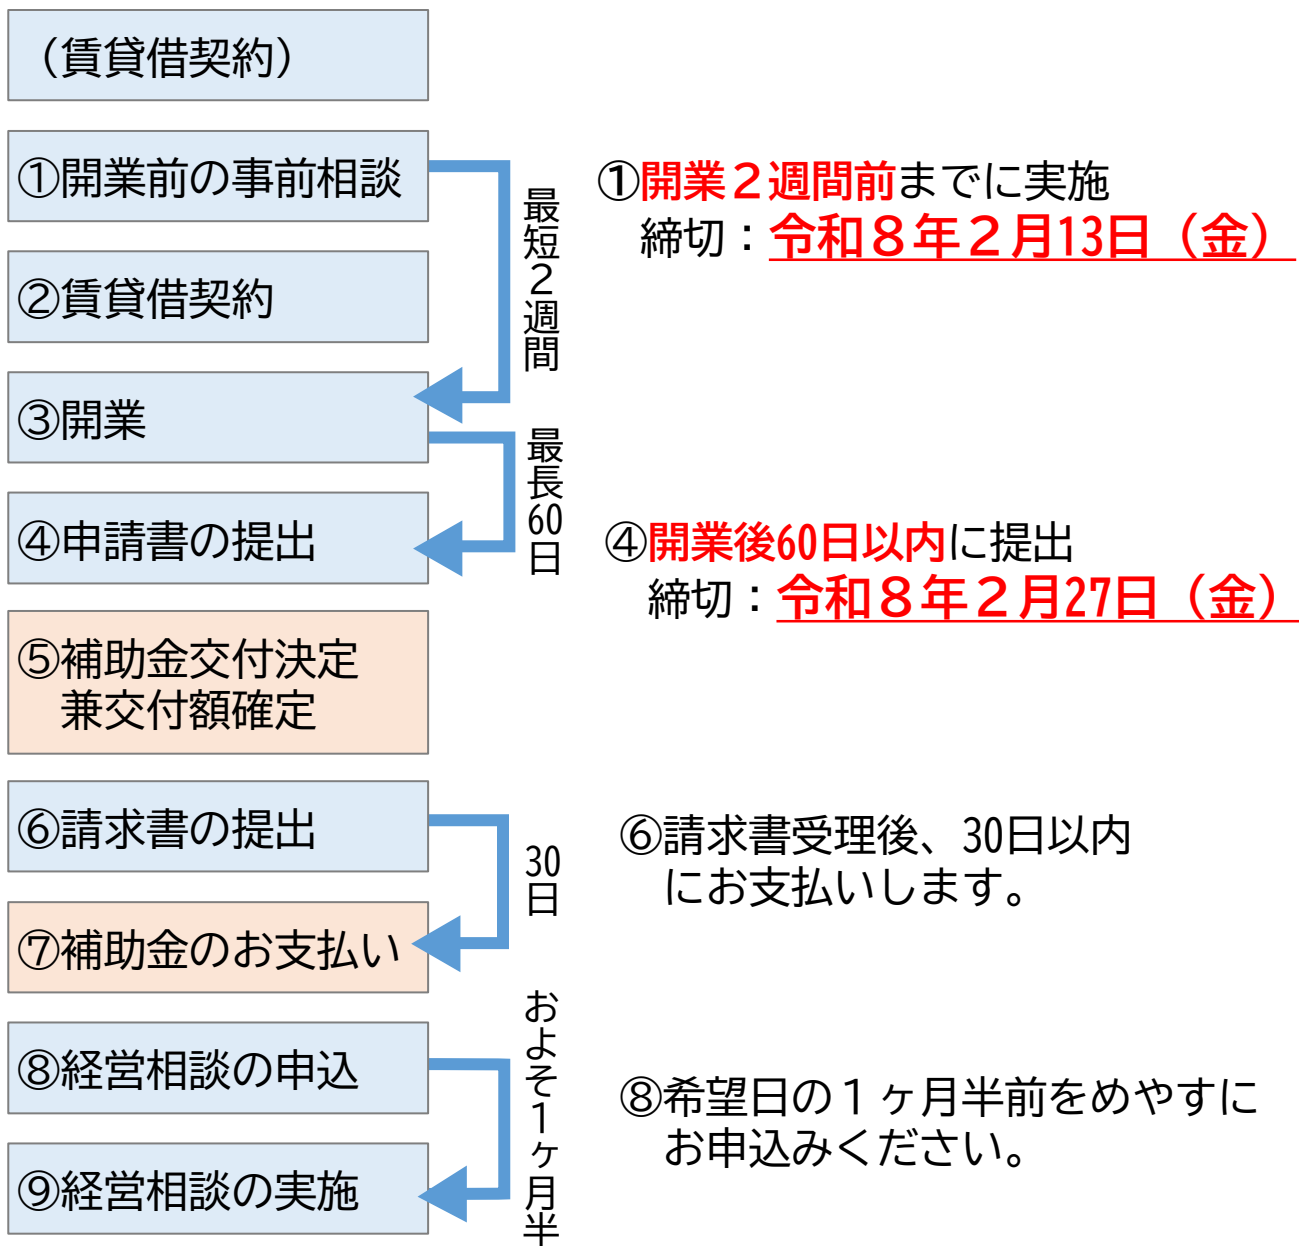 （賃貸借契約）
①開業前の事前相談
②賃貸借契約
③開業
④申請書の提出
⑤補助金交付決定
兼交付額確定
⑥請求書の提出
⑦補助金のお支払い
⑧経営相談の申込
⑨経営相談の実施
最短２週間
最長60日
30日
およそ１ヶ月半
①開業２週間前までに実施
締切：令和８年２月13日（金）
④開業後60日以内に提出
締切：令和８年２月27日（金）
⑥請求書受理後、30日以内
にお支払いします。
⑧希望日の１ヶ月半前をめやすに
お申込みください。